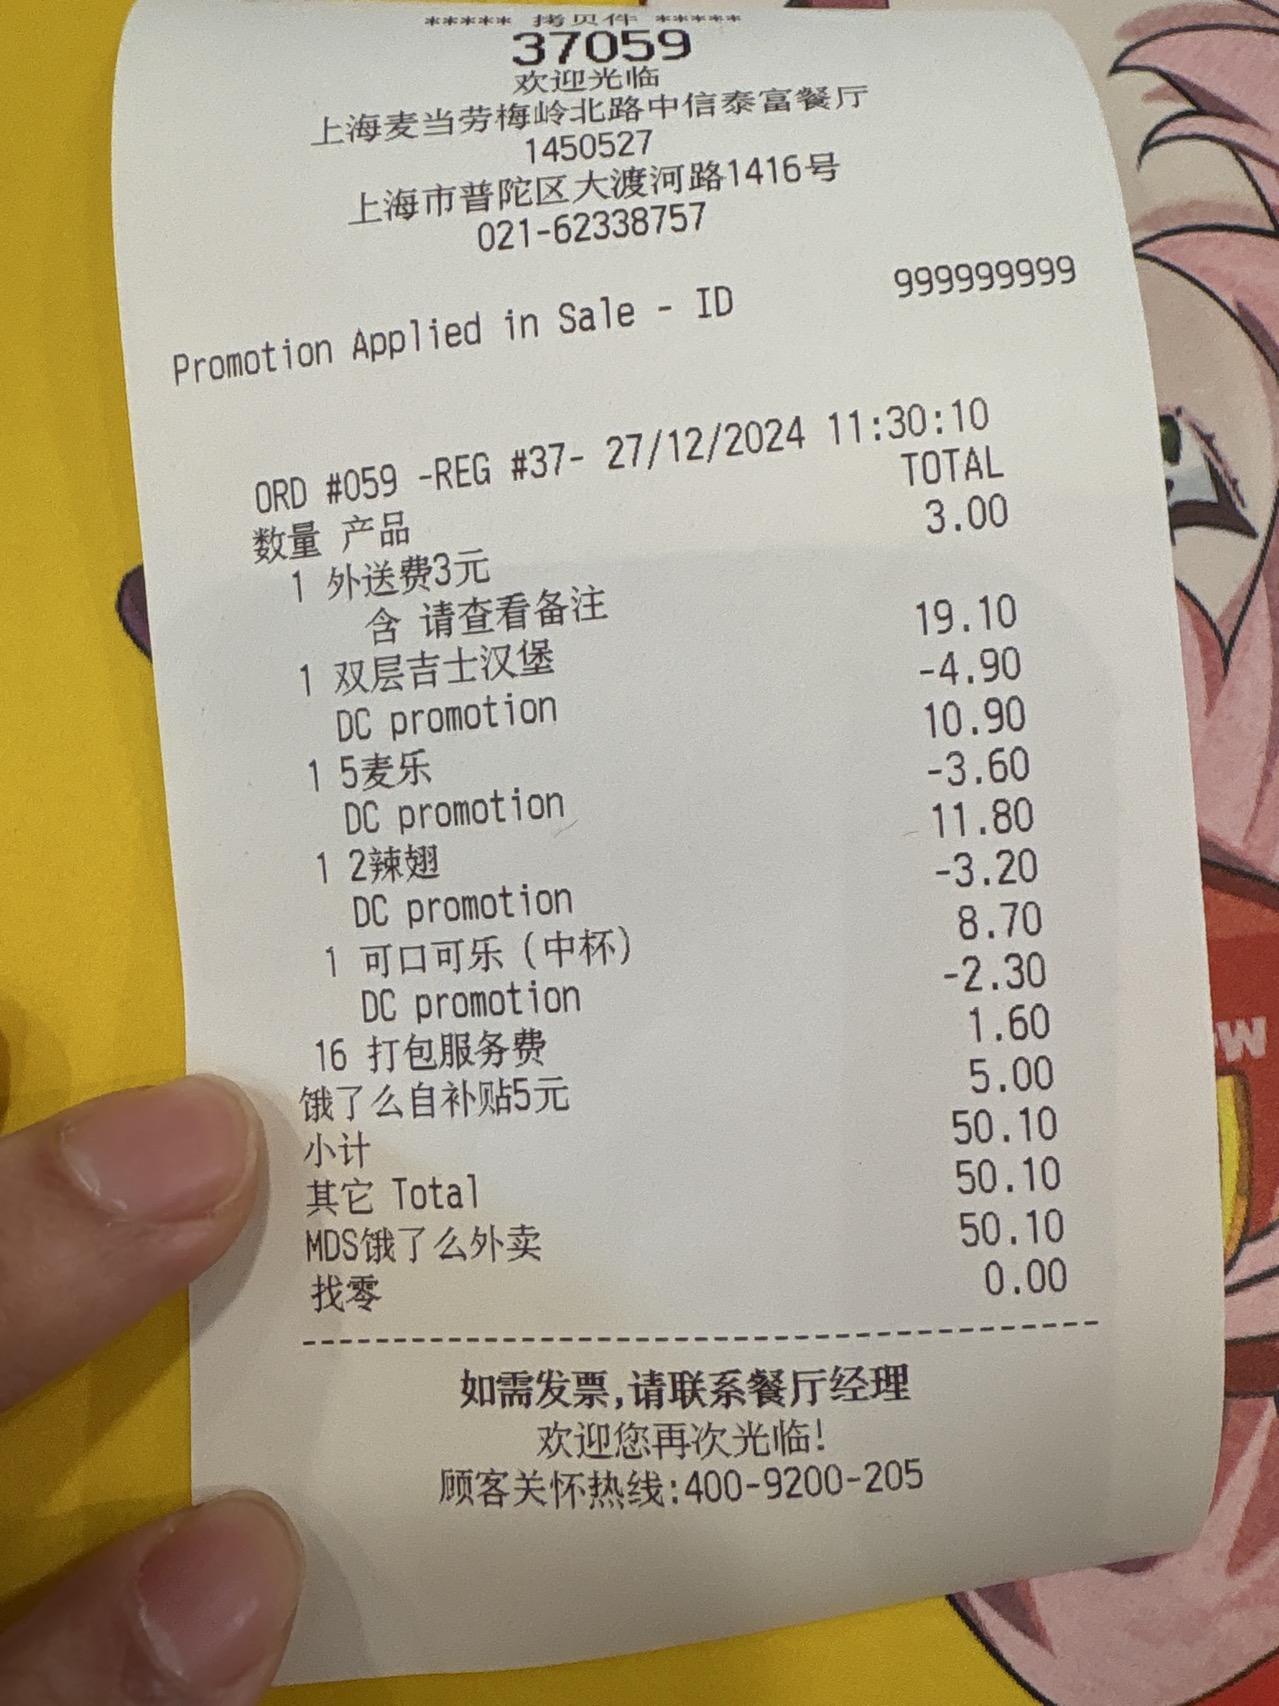 ***** 拷贝件 *****
37059
欢迎光临
上海麦当劳梅岭北路中信泰富餐厅
1450527
上海市普陀区大渡河路1416号
021-62338757
Promotion Applied in Sale - ID 999999999
ORD #059 -REG #37- 27/12/2024 11:30:10
数量 产品 TOTAL
1 外送费3元 3.00
含 请查看备注
1 双层吉士汉堡 19.10
DC promotion -4.90
1 5麦乐 10.90
DC promotion -3.60
1 2辣翅 11.80
DC promotion -3.20
1 可口可乐(中杯) 8.70
DC promotion -2.30
16 打包服务费 1.60
饿了么自补贴5元 5.00
小计 50.10
其它 Total 50.10
MDS饿了么外卖 50.10
找零 0.00
如需发票,请联系餐厅经理
欢迎您再次光临!
顾客关怀热线:400-9200-205